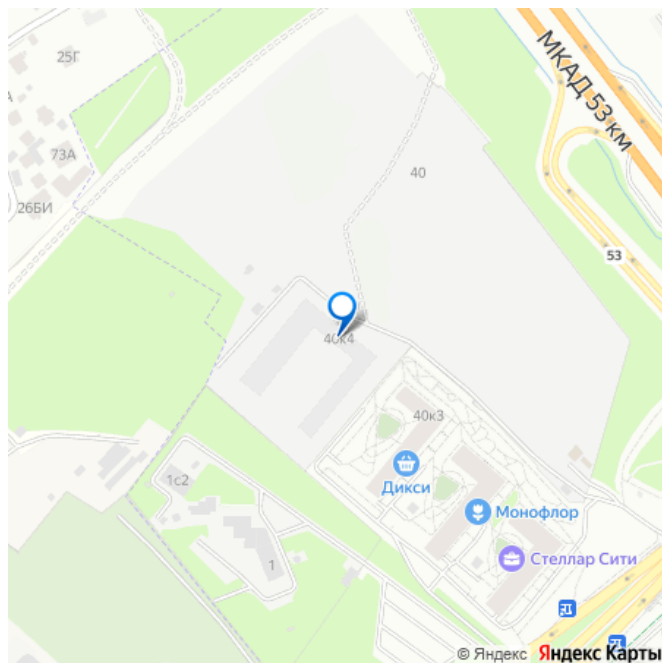 25Г
МКАД 53 км
73А
40
26БИ
53
40к4
40к3
Дикси
1с2
Монофлор
Стеллар Сити
1
© Яндекс Яндекс Карты